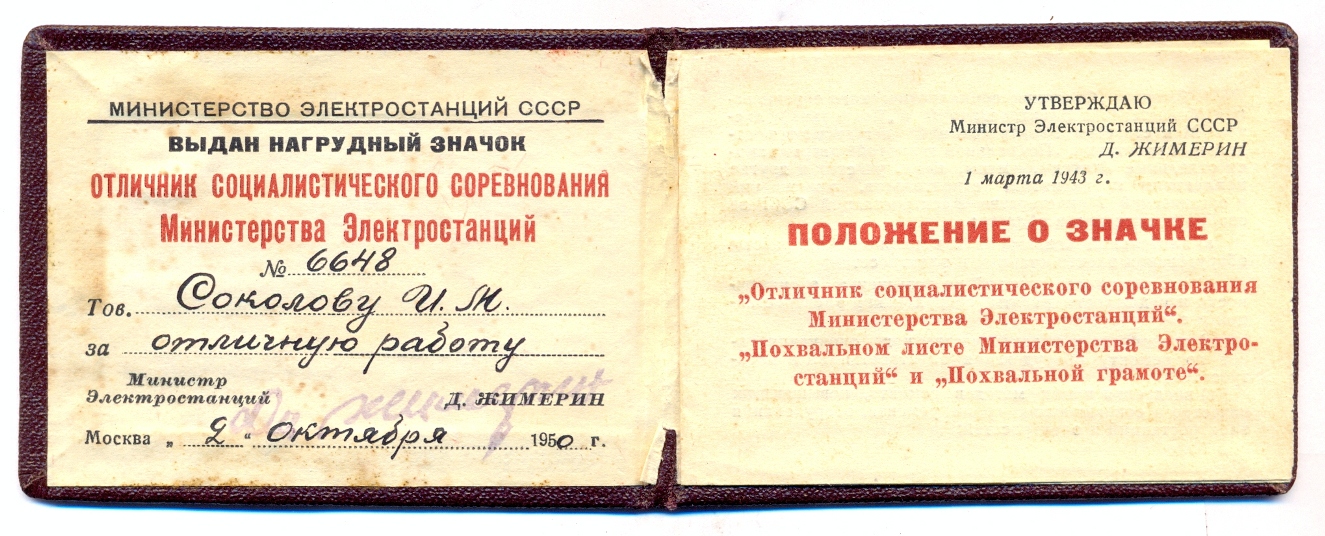 МИНИСТЕРСТВО ЭЛЕКТРОСТАНЦИЙ СССР
ВЫДАН НАГРУДНЫЙ ЗНАЧОК
ОТЛИЧНИК СОЦИАЛИСТИЧЕСКОГО СОРЕВНОВАНИЯ
Министерства Электростанций
№ 6648
Тов. Соколову И. М.
за отличную работу
Министр
Электростанций Д. ЖИМЕРИН
Москва „ 2 “ октября 1950 г.
УТВЕРЖДАЮ
Министр Электростанций СССР
Д. ЖИМЕРИН
1 марта 1943 г.
ПОЛОЖЕНИЕ О ЗНАЧКЕ
„Отличник социалистического соревнования
Министерства Электростанций“.
„Похвальном листе Министерства Электро-
станций“ и „Похвальной грамоте“.